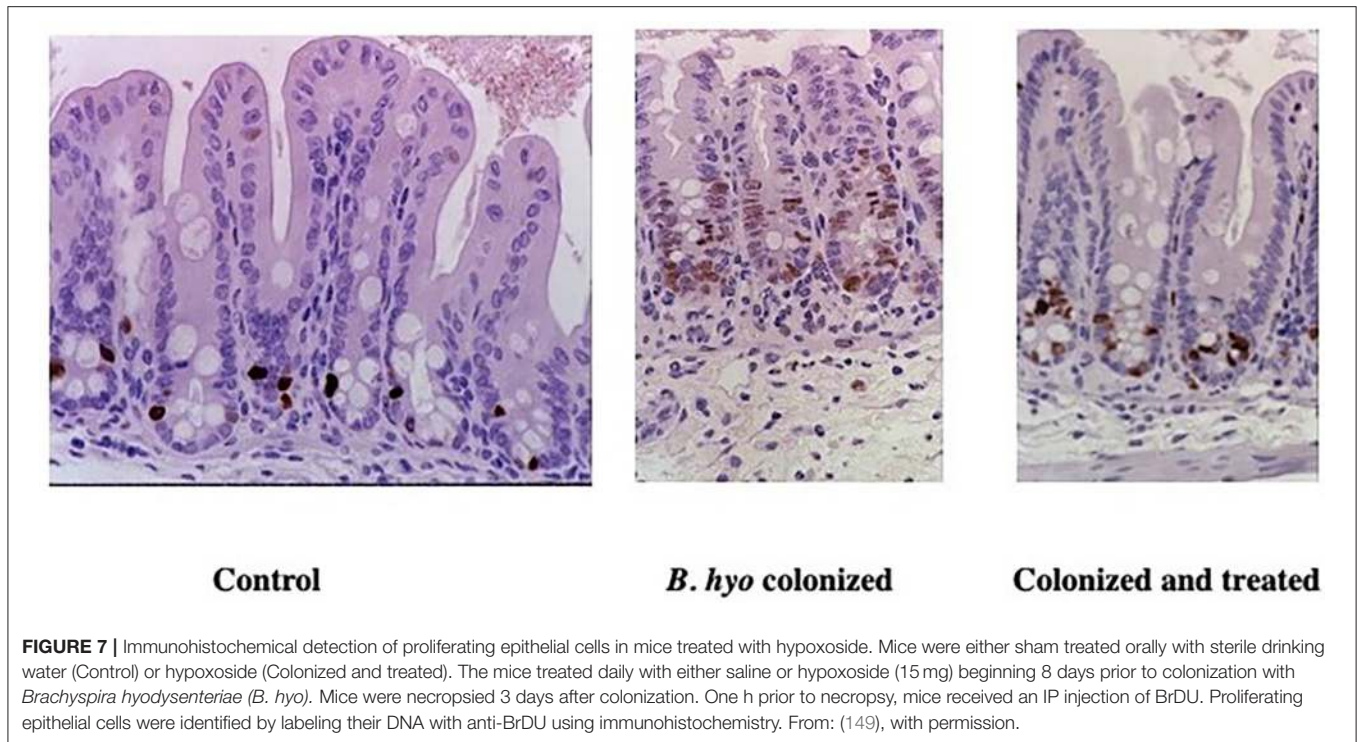 Control
B. hyo colonized
Colonized and treated
FIGURE 7 | Immunohistochemical detection of proliferating epithelial cells in mice treated with hypoxoside. Mice were either sham treated orally with sterile drinking
water (Control) or hypoxoside (Colonized and treated). The mice treated daily with either saline or hypoxoside (15 mg) beginning 8 days prior to colonization with
Brachyspira hyodysenteriae (B. hyo). Mice were necropsied 3 days after colonization. One h prior to necropsy, mice received an IP injection of BrDU. Proliferating
epithelial cells were identified by labeling their DNA with anti-BrDU using immunohistochemistry. From: (149), with permission.